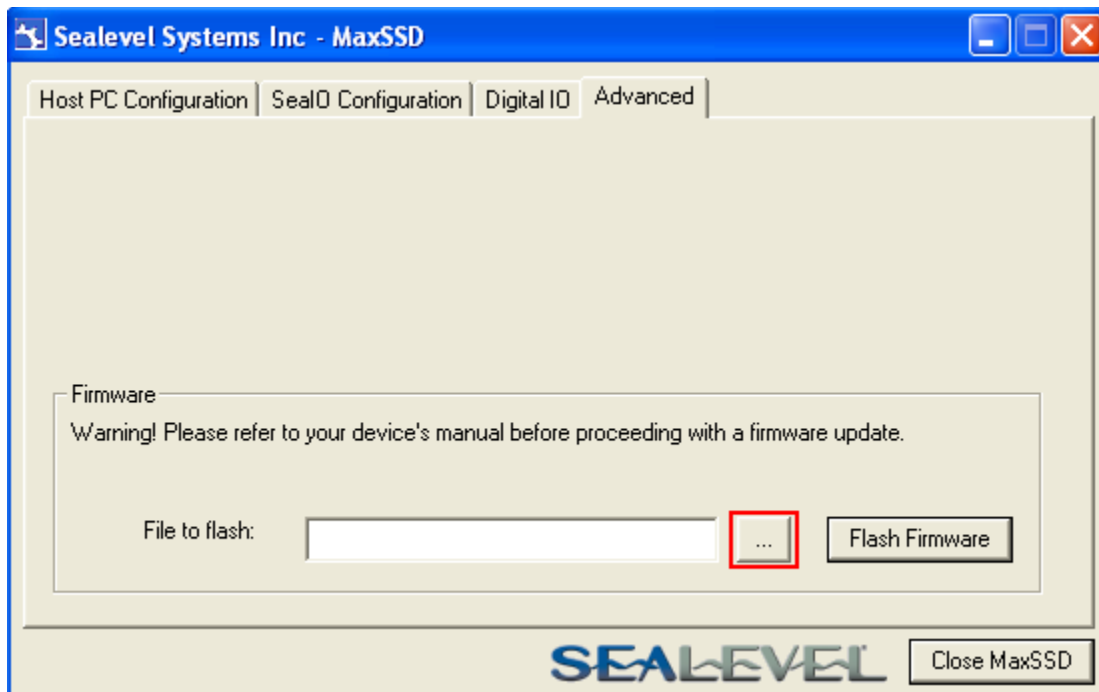 Sealevel Systems Inc - MaxSSD
Host PC Configuration
SeaIO Configuration
Digital IO
Advanced
Firmware
Warning! Please refer to your device's manual before proceeding with a firmware update.
File to flash:
...
Flash Firmware
SEALEVEL
Close MaxSSD